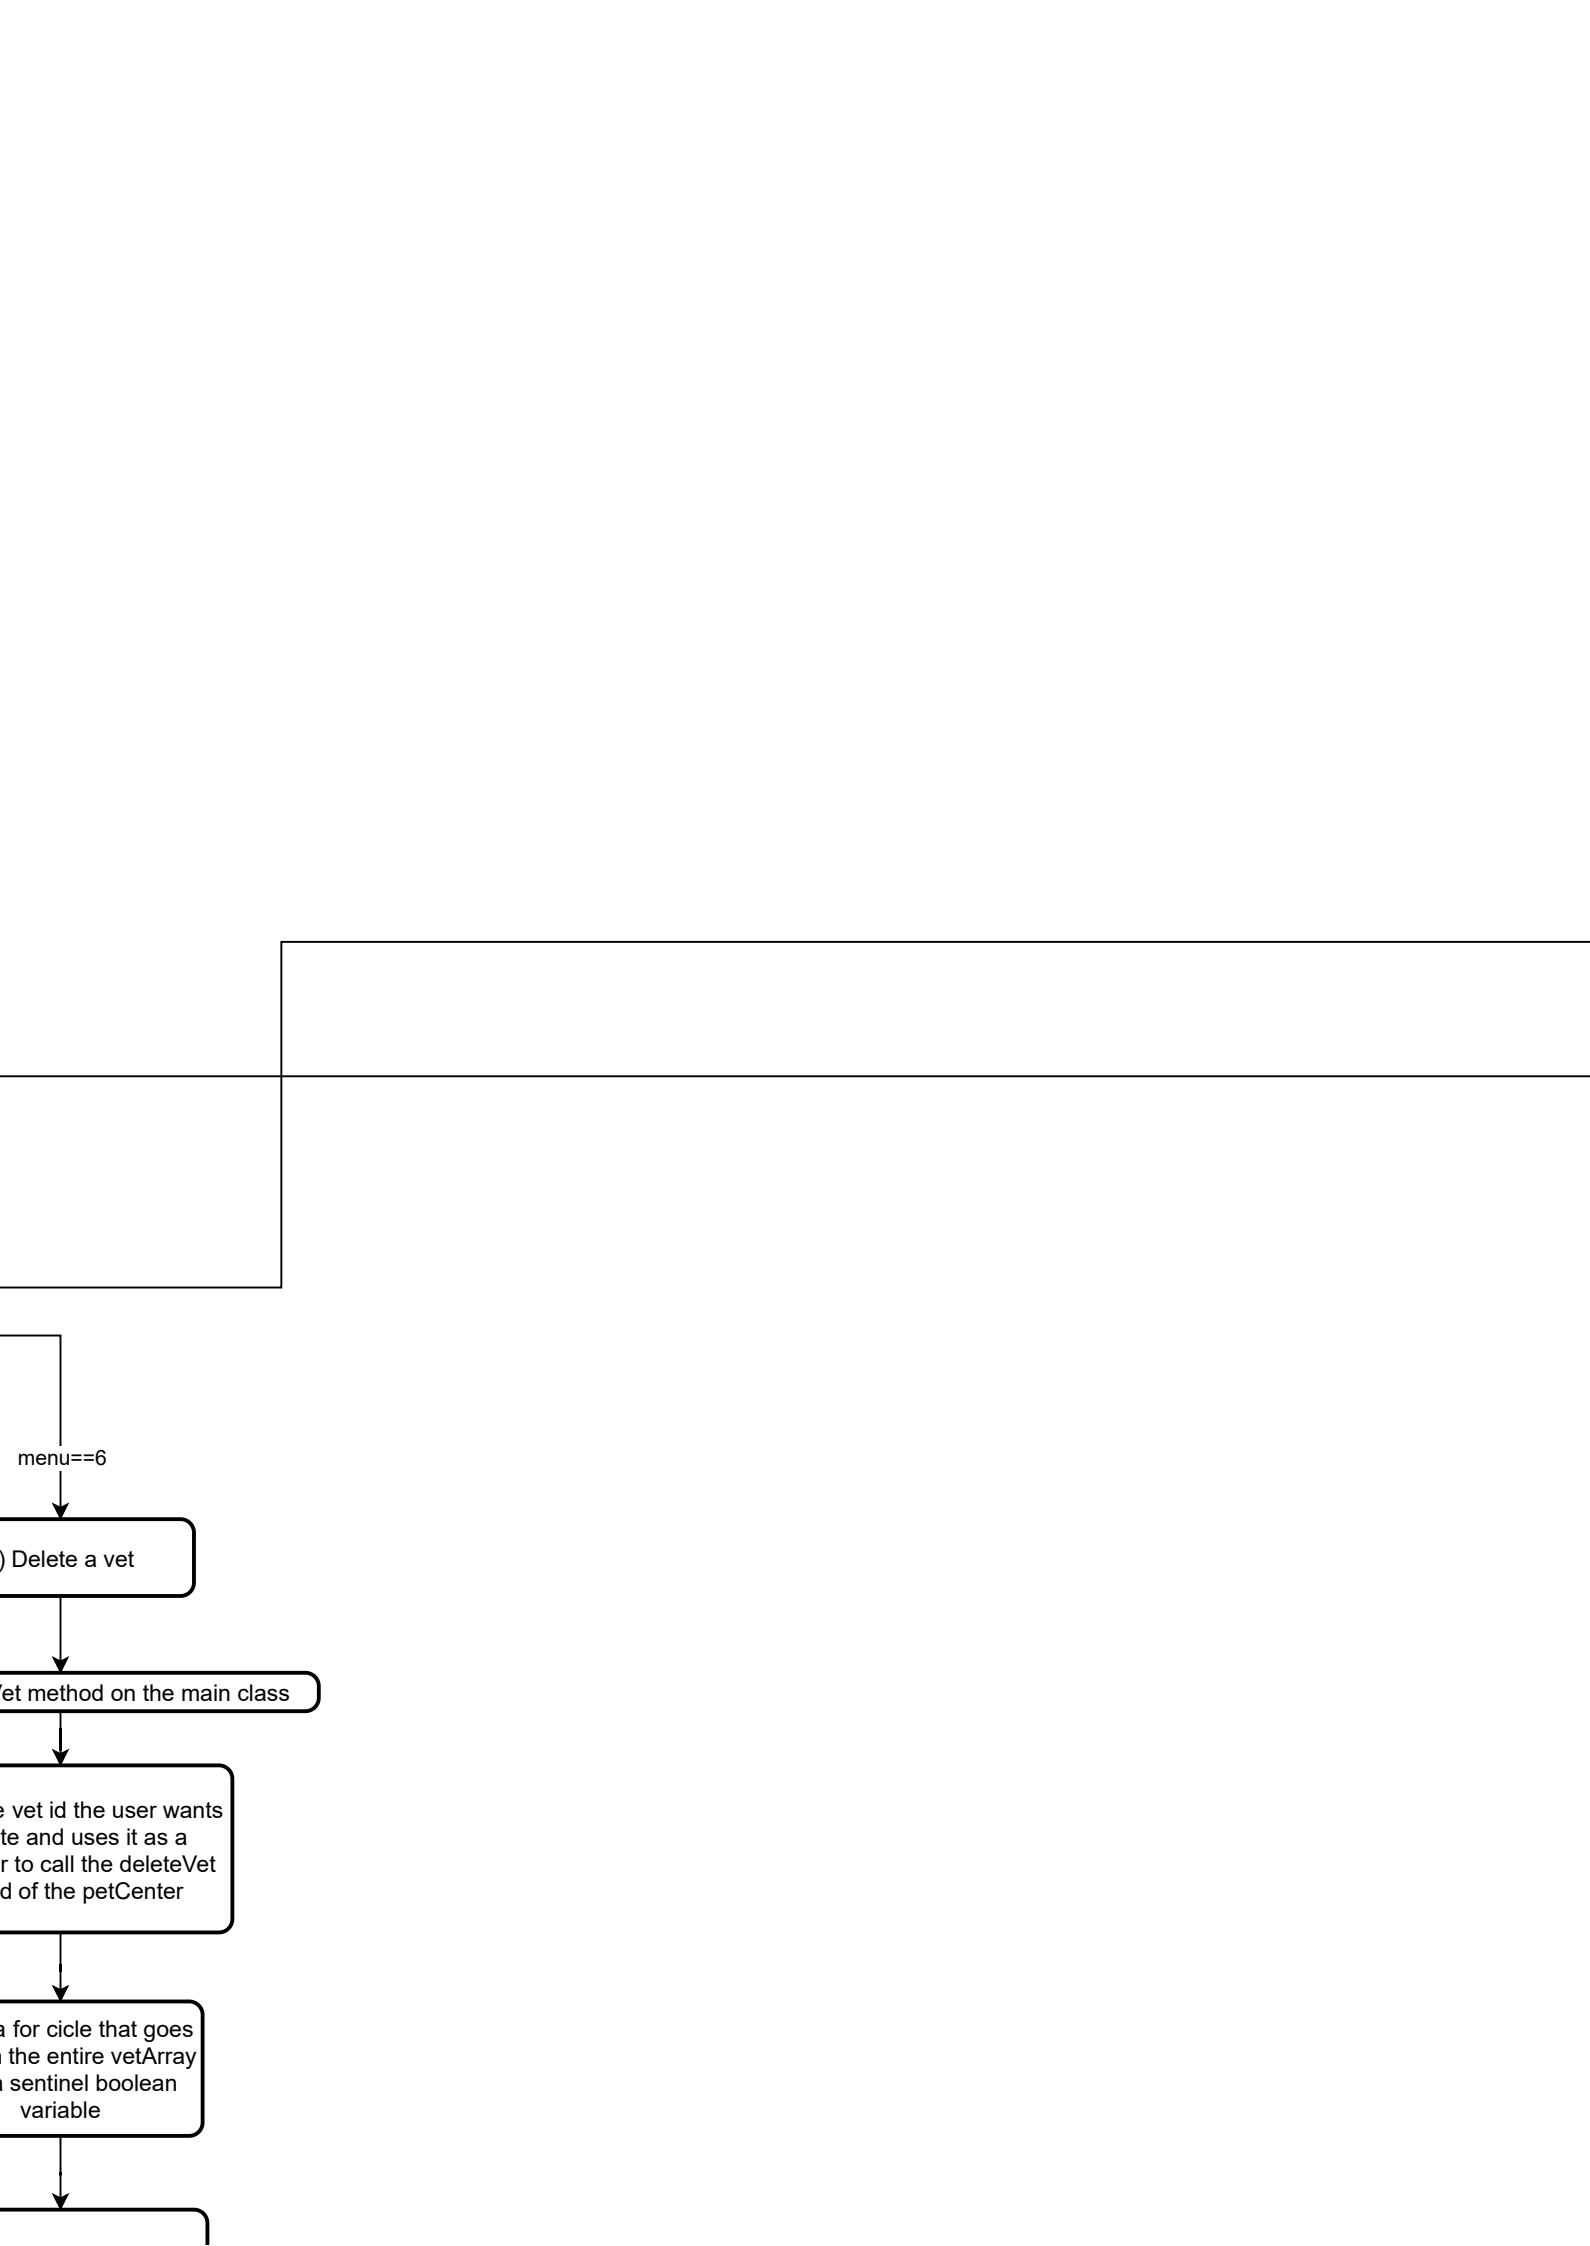 menu==6
) Delete a vet
et method on the main class
vet id the user wants
te and uses it as a
r to call the deleteVet
d of the petCenter
for cicle that goes
the entire vetArray
sentinel boolean
variable